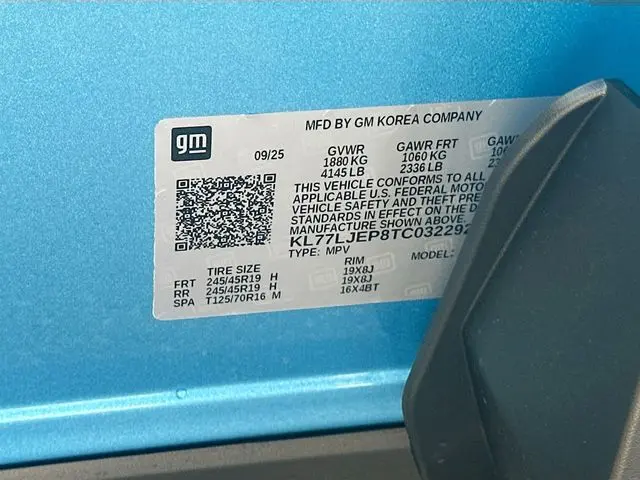 MFD BY GM KOREA COMPANY
gm
09/25
GVWR GAWR FRT
1880 KG 1060 KG
4145 LB 2336 LB
THIS VEHICLE CONFORMS TO ALL
APPLICABLE U.S. FEDERAL
VEHICLE SAFETY AND THEFT
STANDARDS IN EFFECT ON THE
MANUFACTURE SHOWN ABOVE.
KL77LJEP8TC032292
TYPE: MPV MODEL:
TIRE SIZE RIM
FRT 245/45R19 H 19X8J
RR 245/45R19 H 19X8J
SPA T125/70R16 M 16X4BT